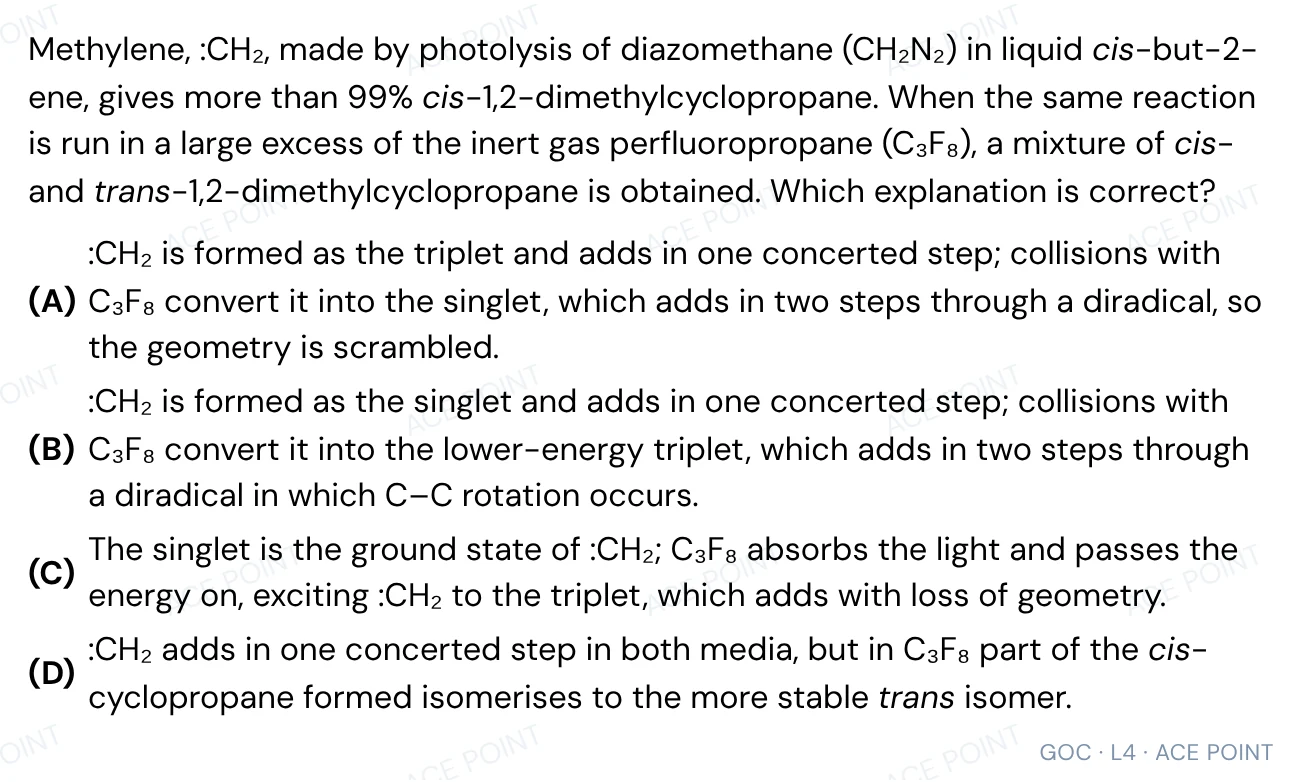 Methylene, :CH₂, made by photolysis of diazomethane (CH₂N₂) in liquid cis-but-2-
ene, gives more than 99% cis-1,2-dimethylcyclopropane. When the same reaction
is run in a large excess of the inert gas perfluoropropane (C₃F₈), a mixture of cis-
and trans-1,2-dimethylcyclopropane is obtained. Which explanation is correct?
:CH₂ is formed as the triplet and adds in one concerted step; collisions with
(A) C₃F₈ convert it into the singlet, which adds in two steps through a diradical, so
the geometry is scrambled.
:CH₂ is formed as the singlet and adds in one concerted step; collisions with
(B) C₃F₈ convert it into the lower-energy triplet, which adds in two steps through
a diradical in which C–C rotation occurs.
The singlet is the ground state of :CH₂; C₃F₈ absorbs the light and passes the
(C)
energy on, exciting :CH₂ to the triplet, which adds with loss of geometry.
:CH₂ adds in one concerted step in both media, but in C₃F₈ part of the cis-
(D)
cyclopropane formed isomerises to the more stable trans isomer.
GOC · L4 · ACE POINT